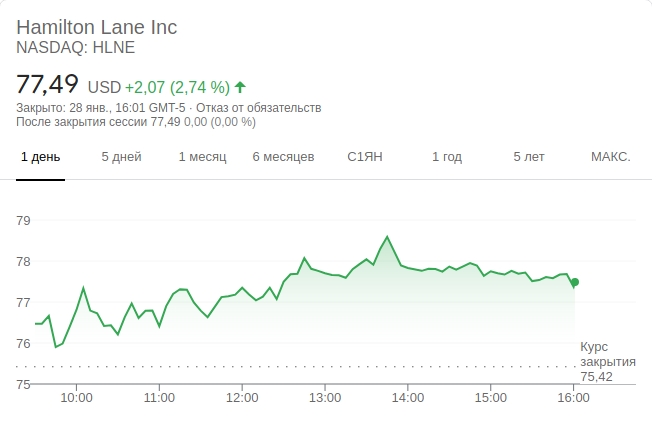 Hamilton Lane Inc
NASDAQ: HLNE
77,49 USD +2,07 (2,74 %)
Закрыто: 28 янв., 16:01 GMT-5 · Отказ от обязательств
После закрытия сессии 77,49 0,00 (0,00 %)
1 день 5 дней 1 месяц 6 месяцев С1ЯН 1 год 5 лет МАКС.
79
78
77
76
Курс
закрытия
75,42
75
10:00 11:00 12:00 13:00 14:00 15:00 16:00